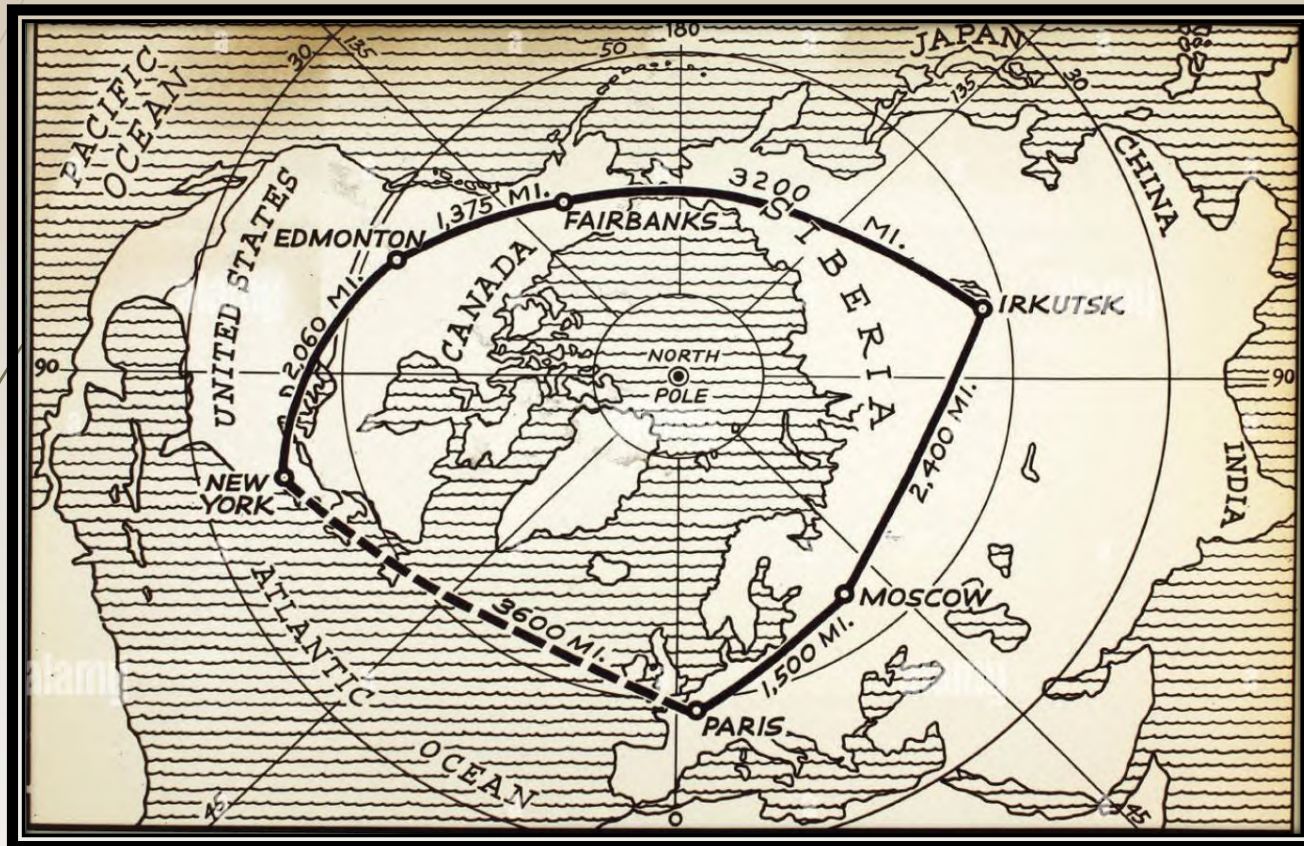 180
50
30
135
JAPAN
135
30
PACIFIC
OCEAN
CHINA
3200
MI.
1,375 MI.
FAIRBANKS
SIBERIA
EDMONTON
UNITED STATES
CANADA
2,060 MI.
IRKUTSK
NORTH
POLE
90
90
2,400 MI.
INDIA
NEW
YORK
ATLANTIC
OCEAN
3600 MI.
MOSCOW
1,500 MI.
PARIS
45
0
45
alamy
alamy
a